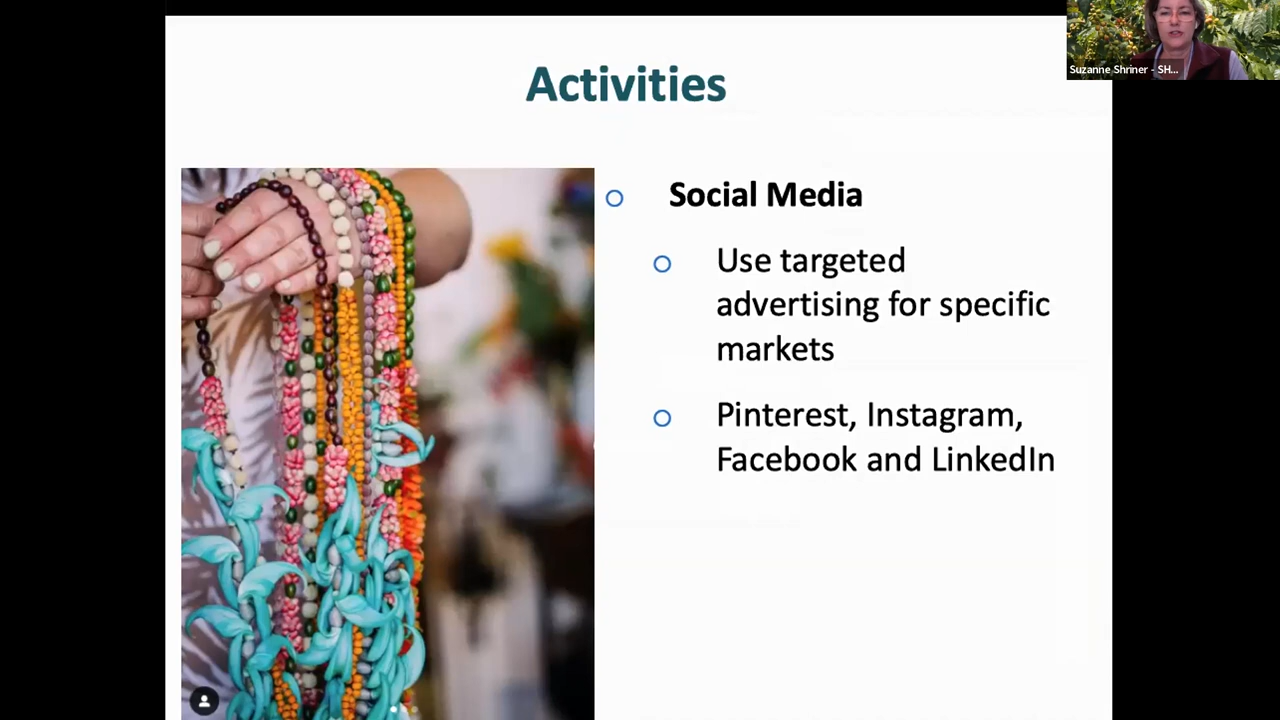 Activities
Suzanne Shriner - SH...
Social Media
Use targeted
advertising for specific
markets
Pinterest, Instagram,
Facebook and LinkedIn